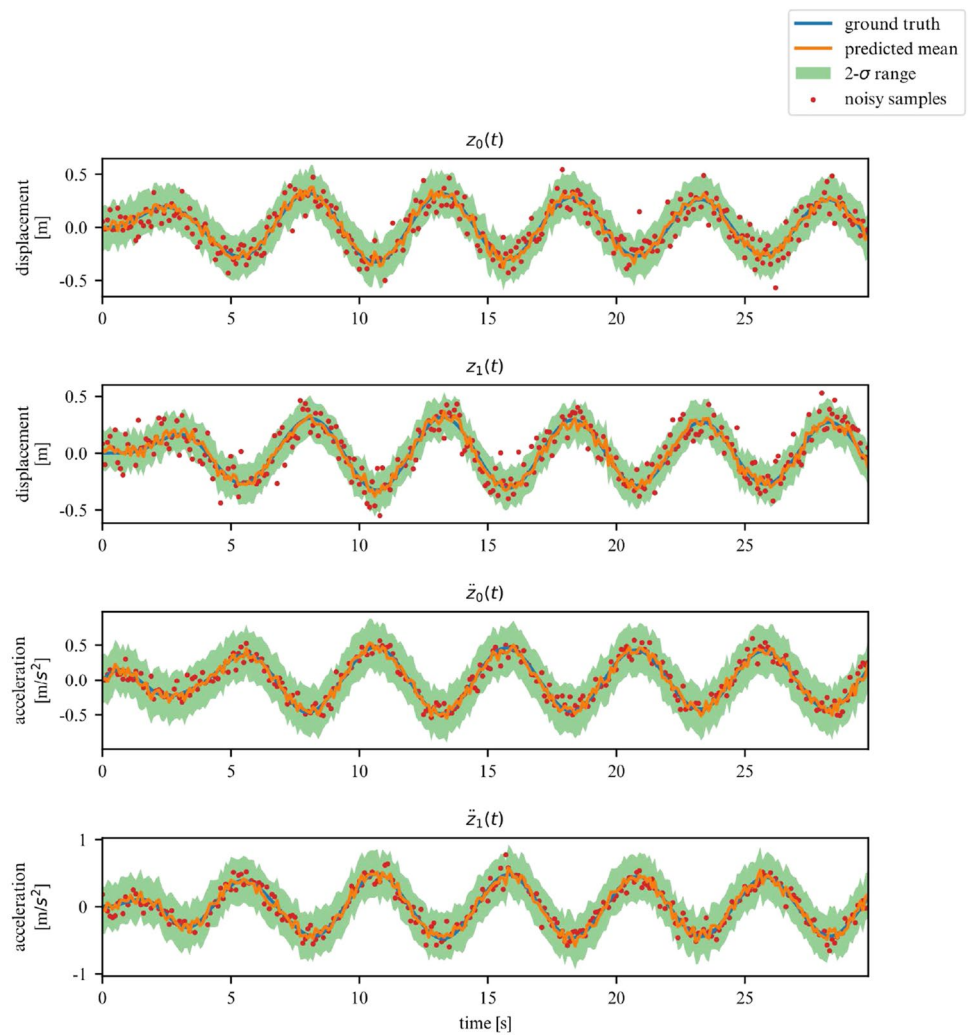 ground truth
predicted mean
2-σ range
noisy samples
z₀(t)
displacement
[m]
0.5
0.0
-0.5
0 5 10 15 20 25
z₁(t)
displacement
[m]
0.5
0.0
-0.5
0 5 10 15 20 25
z̈₀(t)
acceleration
[m/s²]
0.5
0.0
-0.5
0 5 10 15 20 25
z̈₁(t)
acceleration
[m/s²]
1
0
-1
0 5 10 15 20 25
time [s]